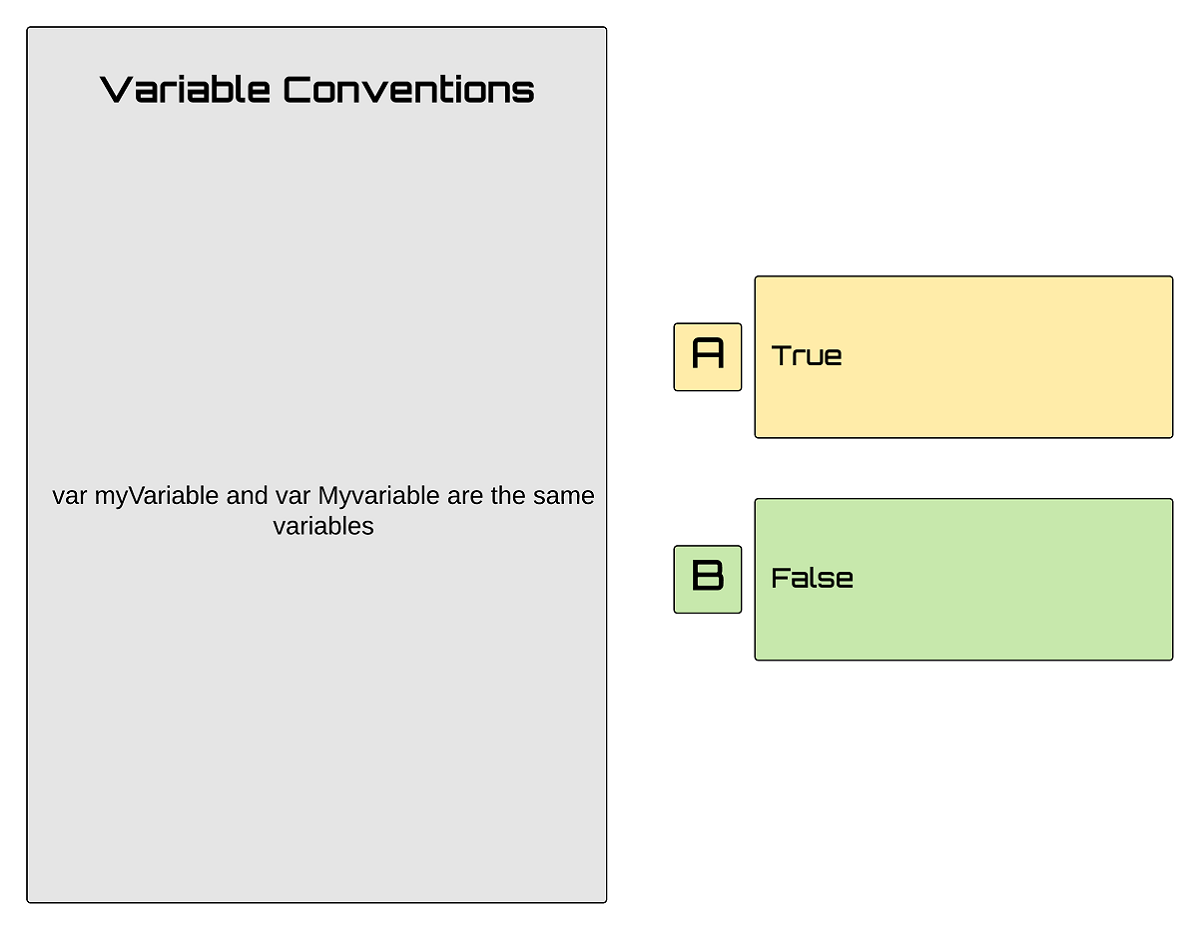 Variable Conventions
var myVariable and var Myvariable are the same
variables
A
True
B
False